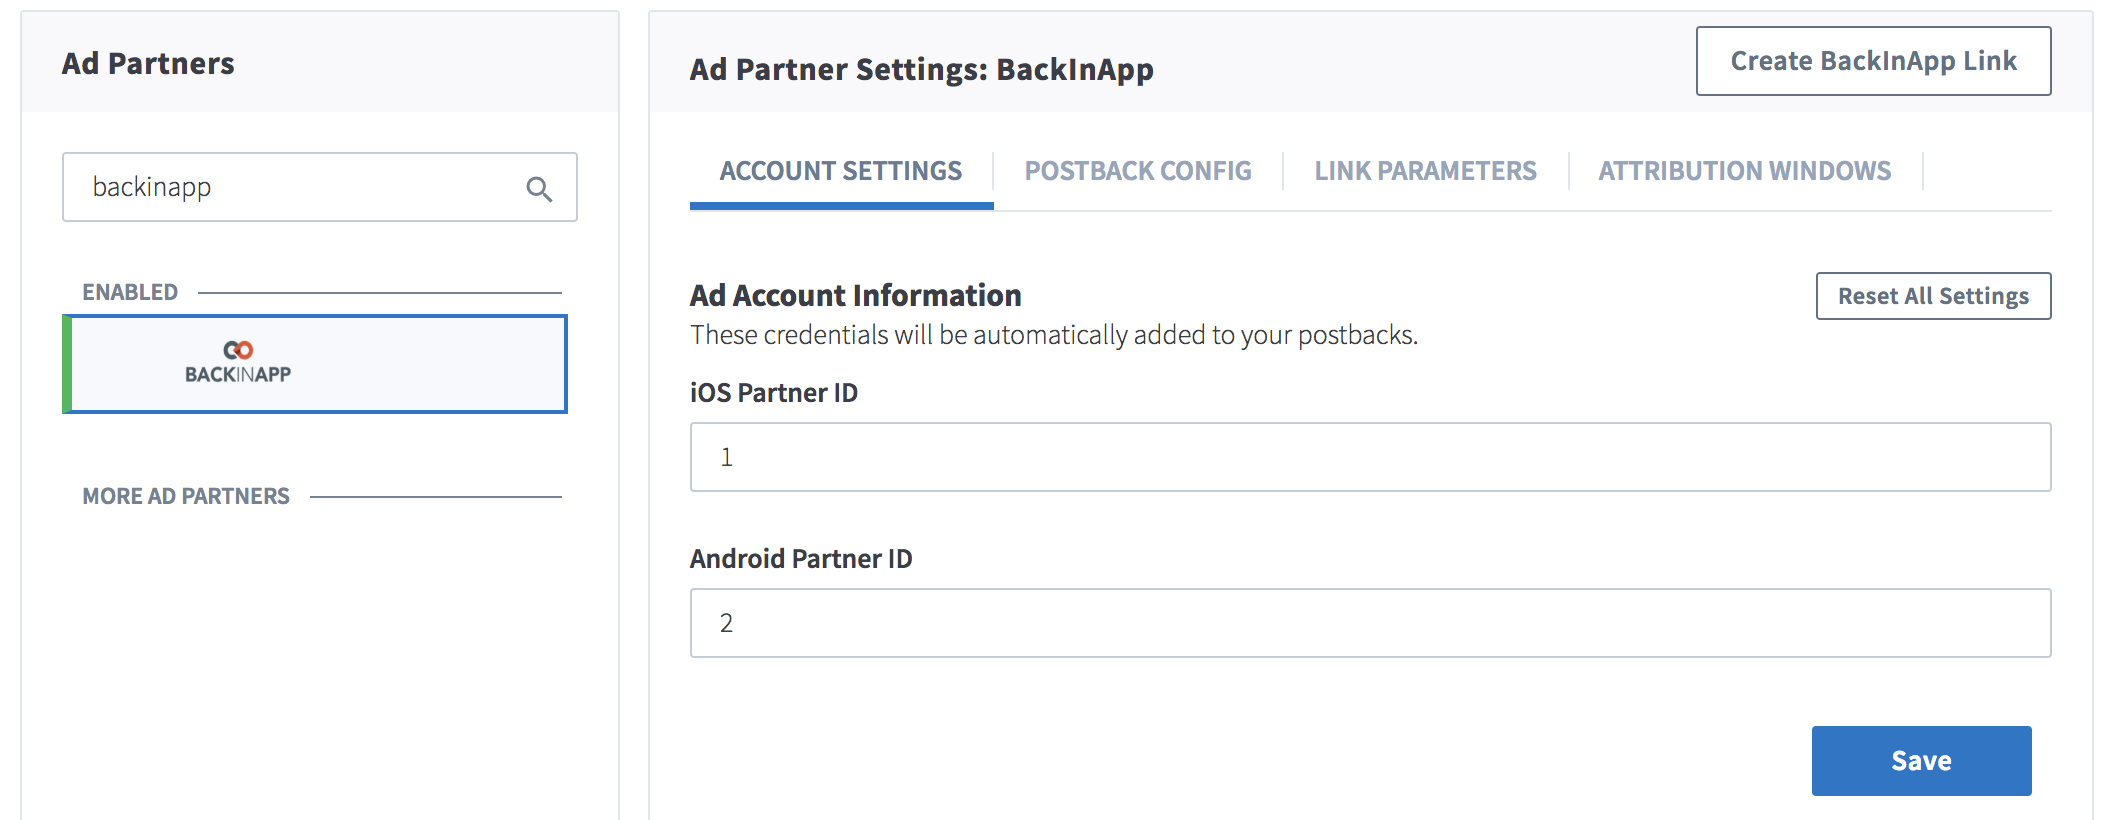 Ad Partners
backinapp
ENABLED
BACKINAPP
MORE AD PARTNERS
Ad Partner Settings: BackInApp
Create BackInApp Link
ACCOUNT SETTINGS
POSTBACK CONFIG
LINK PARAMETERS
ATTRIBUTION WINDOWS
Ad Account Information
Reset All Settings
These credentials will be automatically added to your postbacks.
iOS Partner ID
1
Android Partner ID
2
Save